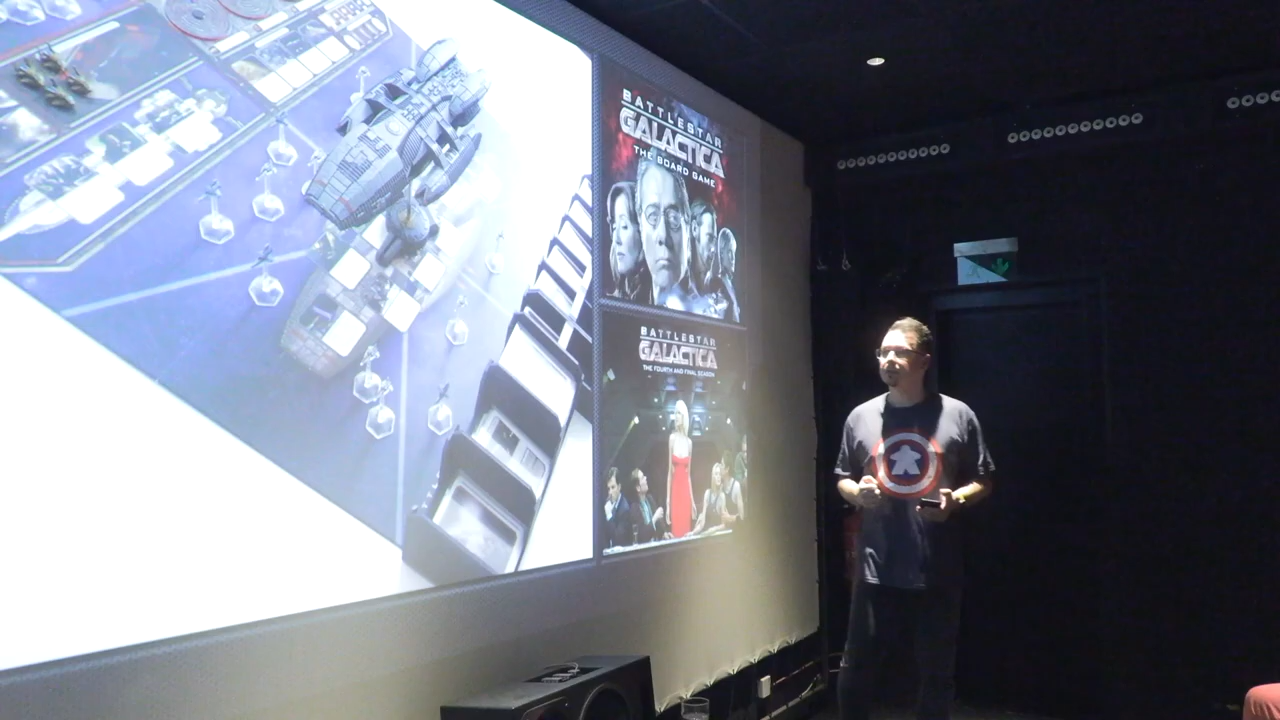 BATTLESTAR
GALACTICA
THE BOARD GAME
BATTLESTAR
GALACTICA
THE FOURTH AND FINAL SEASON